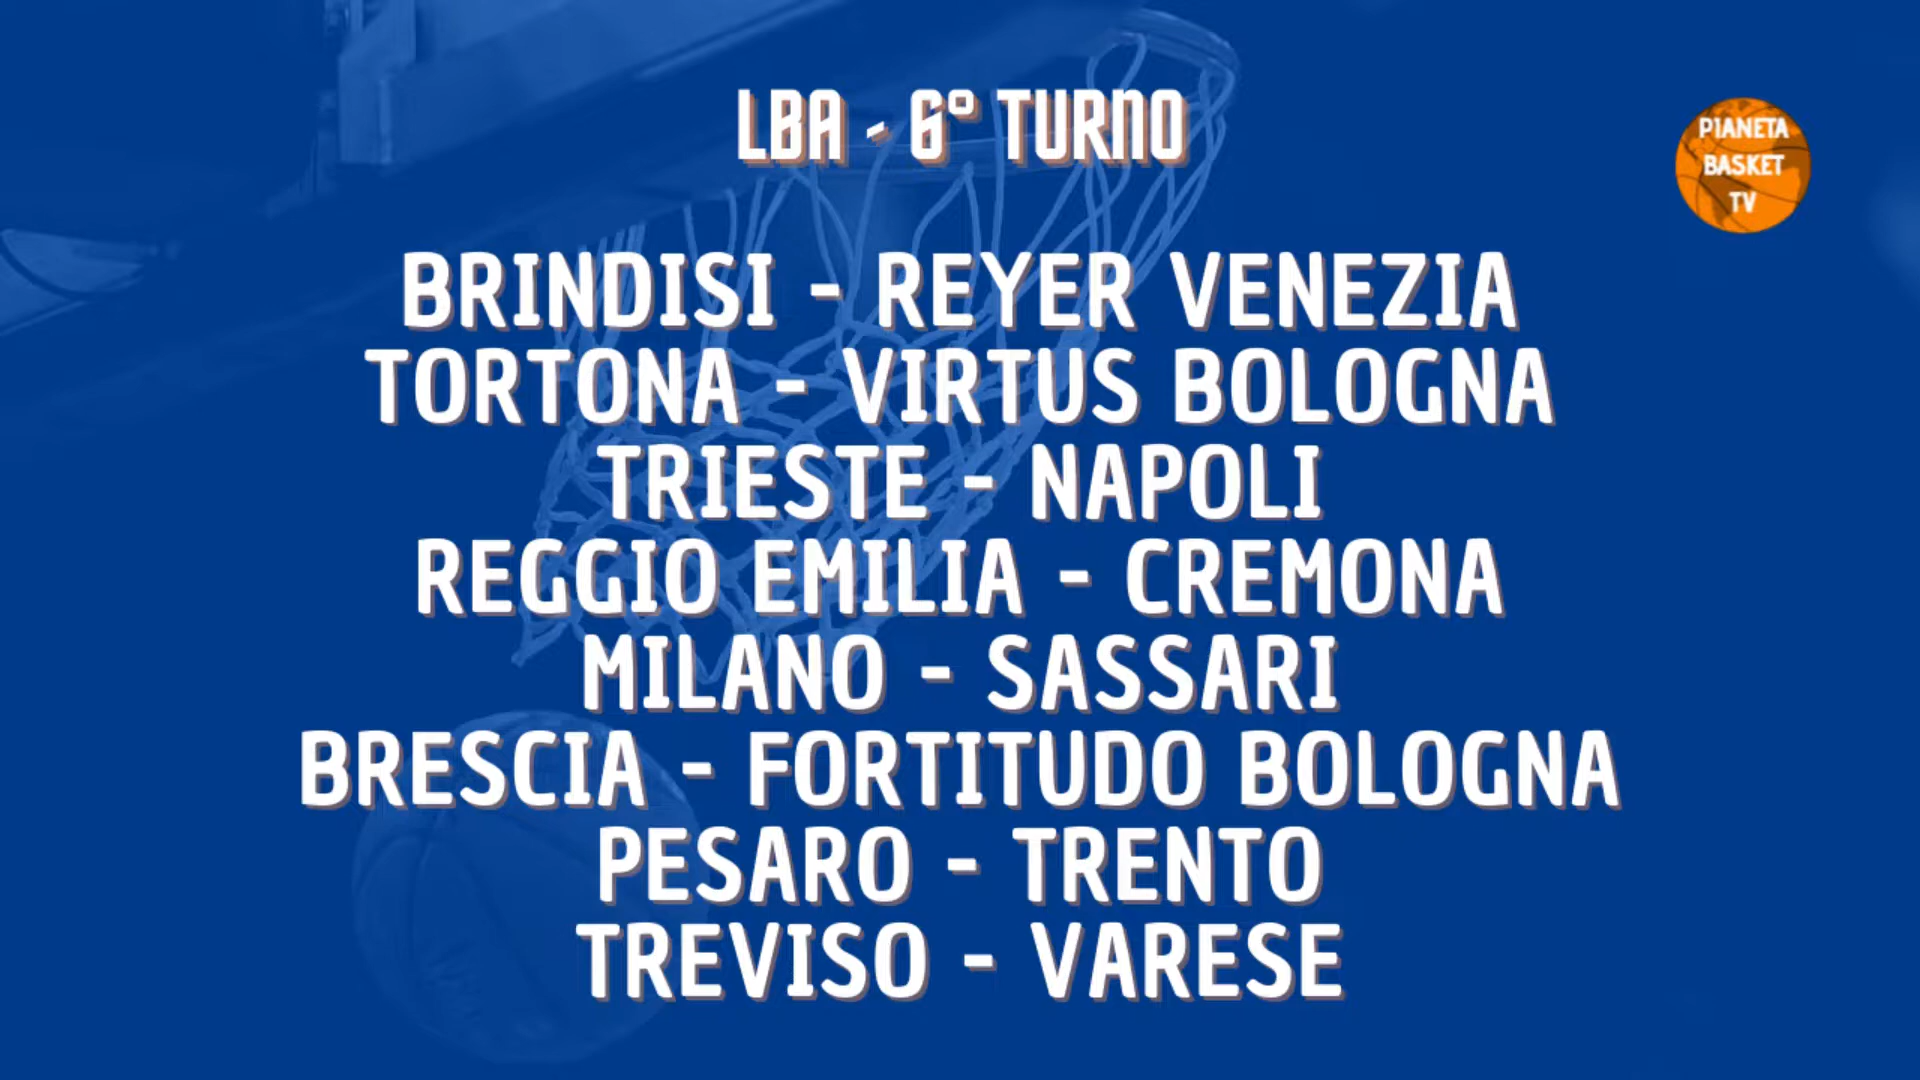 LBA - 6° TURNO
PIANETA
BASKET
TV
BRINDISI - REYER VENEZIA
TORTONA - VIRTUS BOLOGNA
TRIESTE - NAPOLI
REGGIO EMILIA - CREMONA
MILANO - SASSARI
BRESCIA - FORTITUDO BOLOGNA
PESARO - TRENTO
TREVISO - VARESE